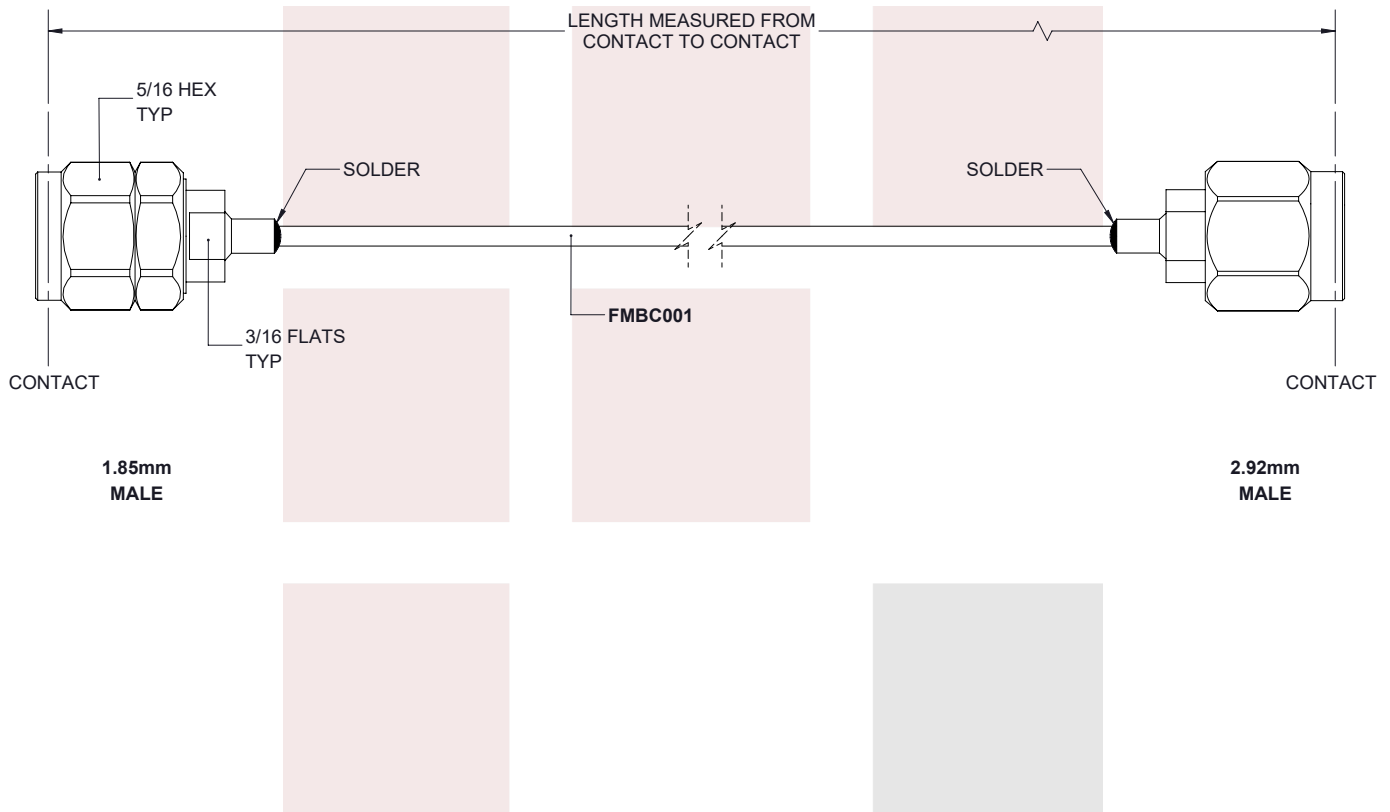 LENGTH MEASURED FROM
CONTACT TO CONTACT
5/16 HEX
TYP
SOLDER
SOLDER
FMBC001
3/16 FLATS
TYP
CONTACT
CONTACT
1.85mm
MALE
2.92mm
MALE